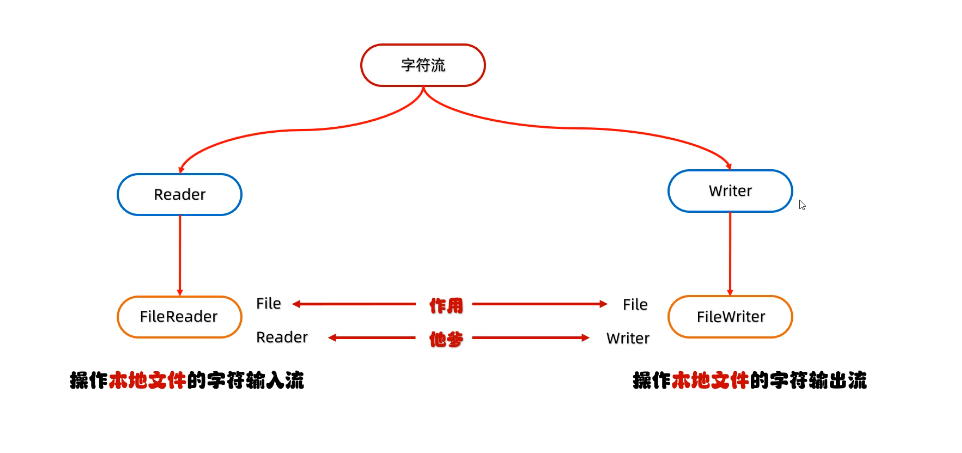 字符流
Reader
Writer
FileReader
File
作用
File
FileWriter
Reader
他爹
Writer
操作本地文件的字符输入流
操作本地文件的字符输出流